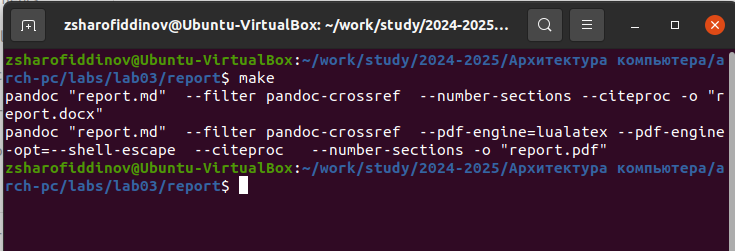 zsharofiddinov@Ubuntu-VirtualBox: ~/work/study/2024-2025...
zsharofiddinov@Ubuntu-VirtualBox:~/work/study/2024-2025/Архитектура компьютера/a
rch-pc/labs/lab03/report$ make
pandoc "report.md"  --filter pandoc-crossref  --number-sections --citeproc -o "r
eport.docx"
pandoc "report.md"  --filter pandoc-crossref  --pdf-engine=lualatex --pdf-engine
-opt=--shell-escape  --citeproc   --number-sections -o "report.pdf"
zsharofiddinov@Ubuntu-VirtualBox:~/work/study/2024-2025/Архитектура компьютера/a
rch-pc/labs/lab03/report$